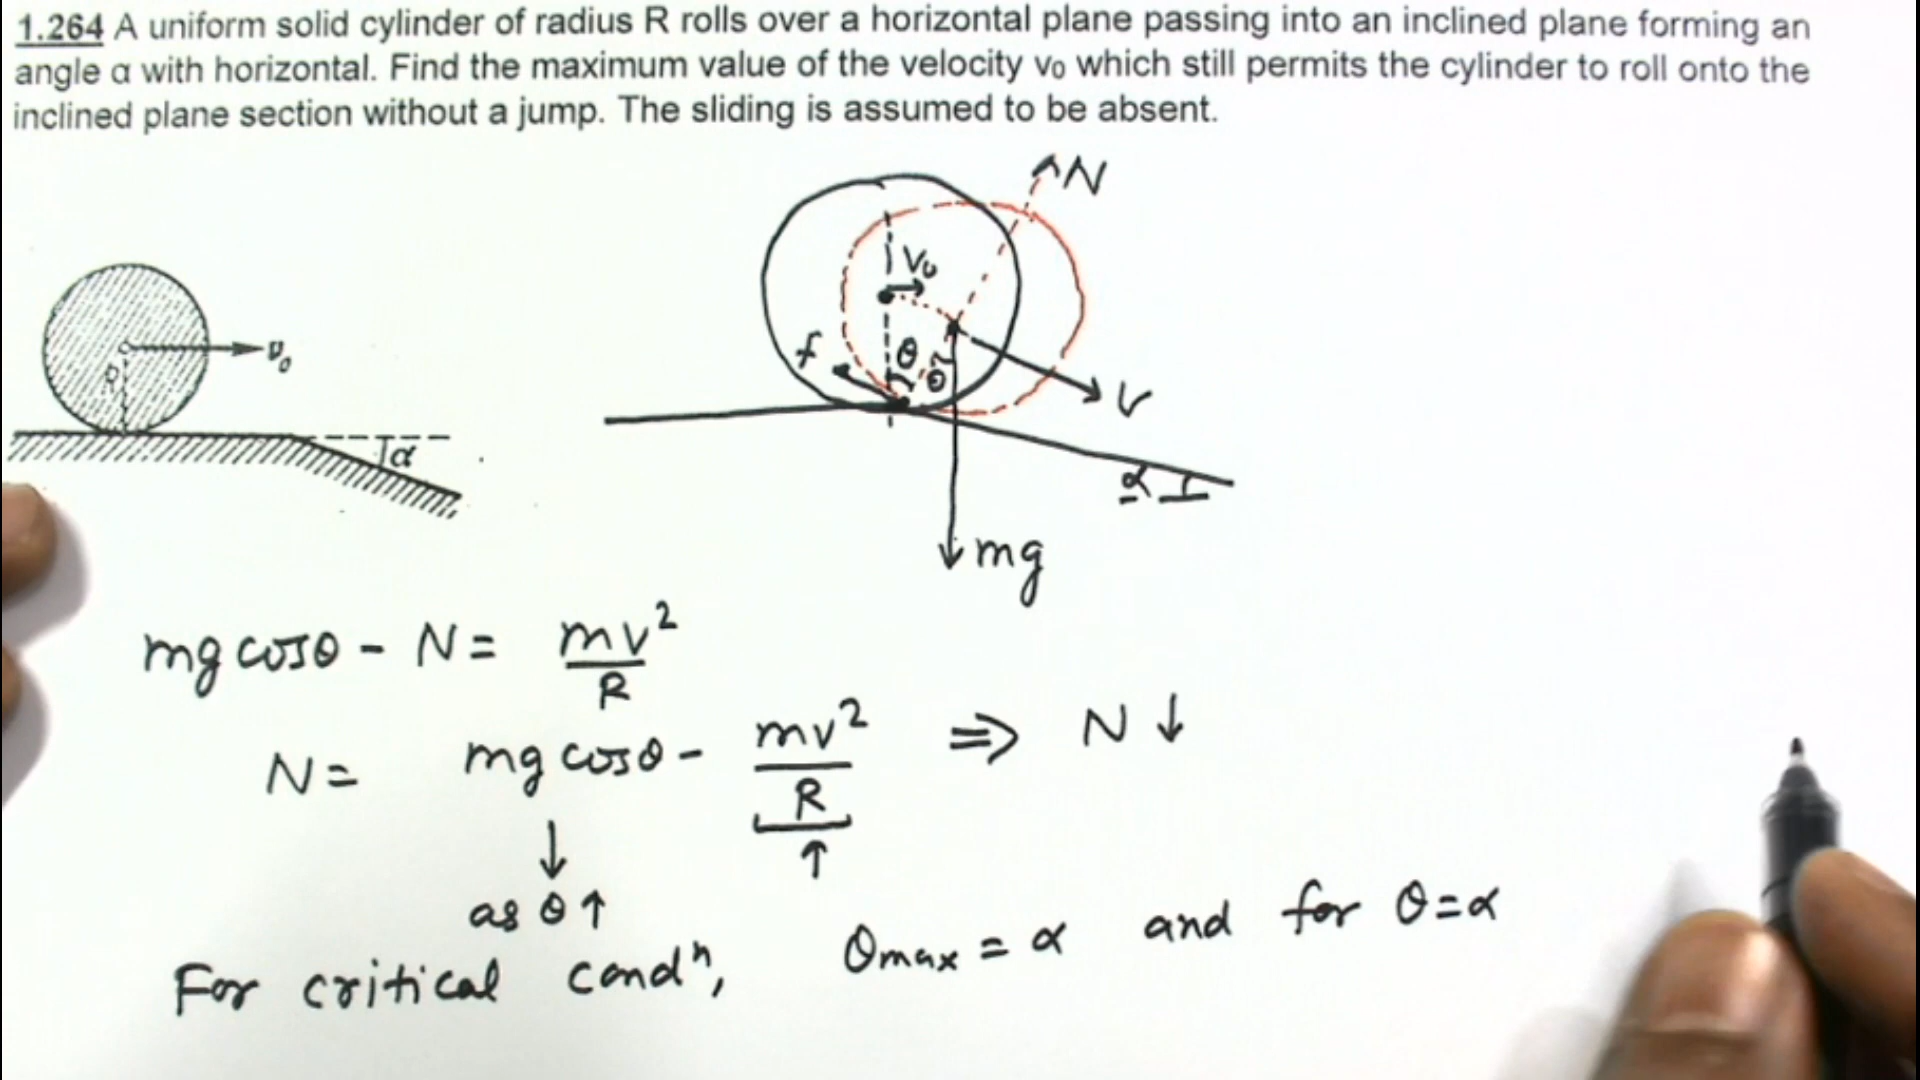 1.264 A uniform solid cylinder of radius R rolls over a horizontal plane passing into an inclined plane forming an
angle α with horizontal. Find the maximum value of the velocity v₀ which still permits the cylinder to roll onto the
inclined plane section without a jump. The sliding is assumed to be absent.
N
V₀
f
θ
θ
v₀
R
V
α
α
mg
mg cosθ - N = mv²/R
N = mg cosθ - mv²/R ⇒ N ↓
↓ ↑
as θ ↑
For critical condⁿ, θmax = α and for θ=α